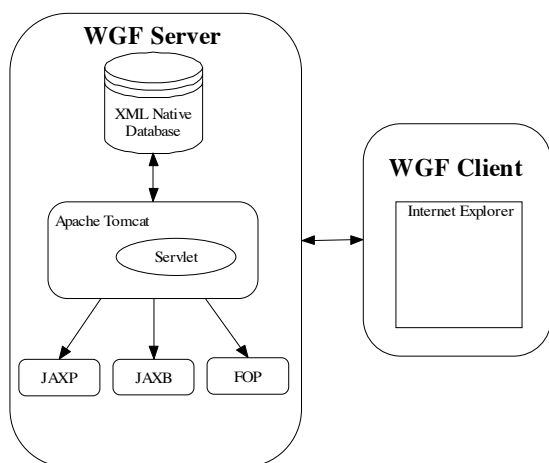 WGF Server
XML Native
Database
Apache Tomcat
Servlet
JAXP
JAXB
FOP
WGF Client
Internet Explorer